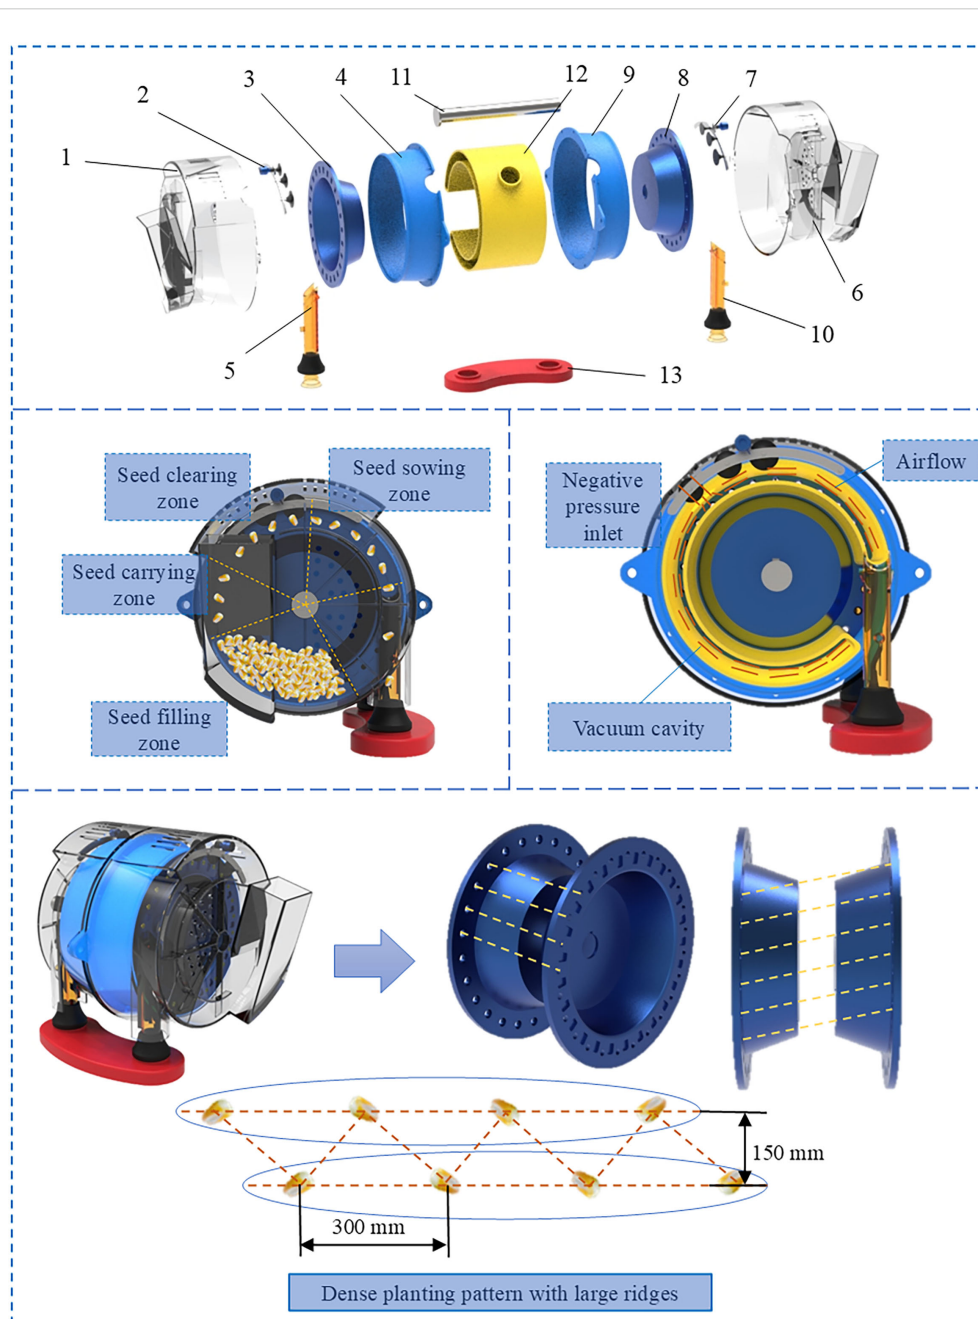 1
2
3
4
11
12
9
8
7
5
6
10
13
Seed clearing
zone
Seed sowing
zone
Seed carrying
zone
Seed filling
zone
Negative
pressure
inlet
Airflow
Vacuum cavity
150 mm
300 mm
Dense planting pattern with large ridges